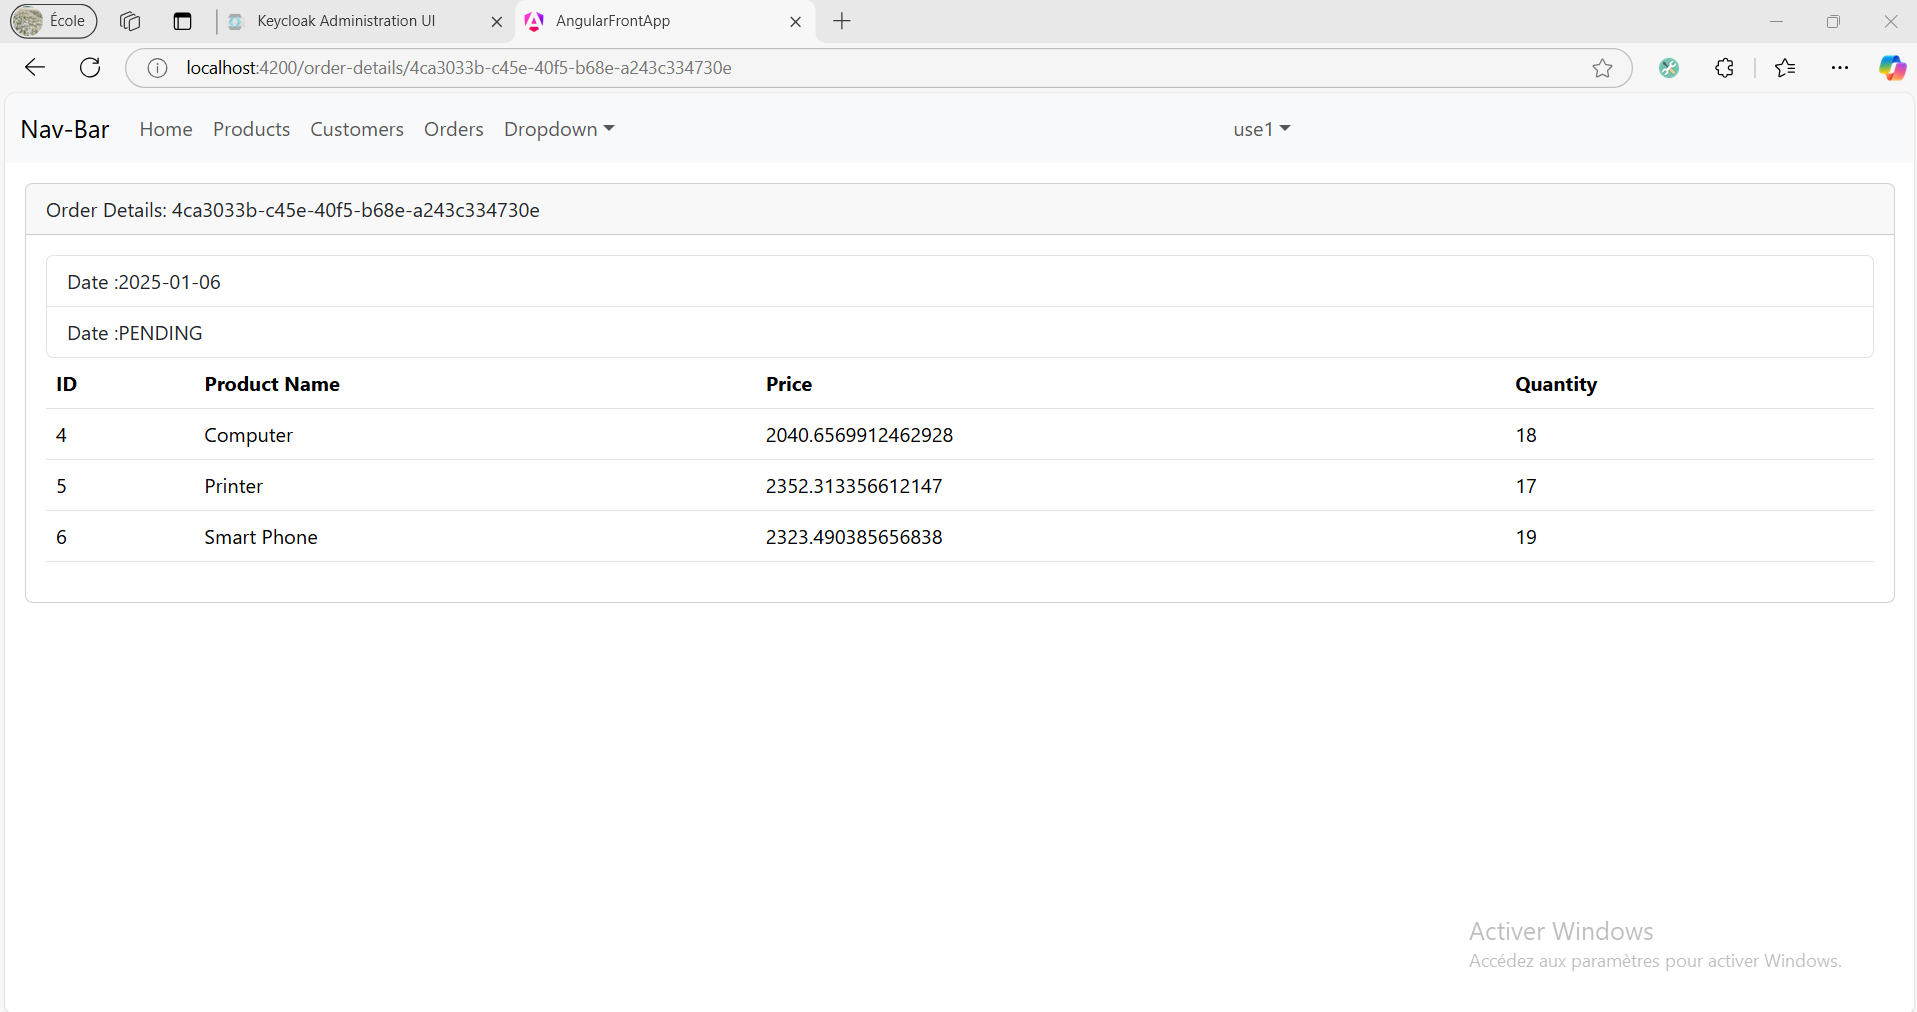 École
Keycloak Administration UI
AngularFrontApp
localhost:4200/order-details/4ca3033b-c45e-40f5-b68e-a243c334730e
Nav-Bar Home Products Customers Orders Dropdown use1
Order Details: 4ca3033b-c45e-40f5-b68e-a243c334730e
Date :2025-01-06
Date :PENDING
ID Product Name Price Quantity
4 Computer 2040.6569912462928 18
5 Printer 2352.313356612147 17
6 Smart Phone 2323.490385656838 19
Activer Windows
Accédez aux paramètres pour activer Windows.